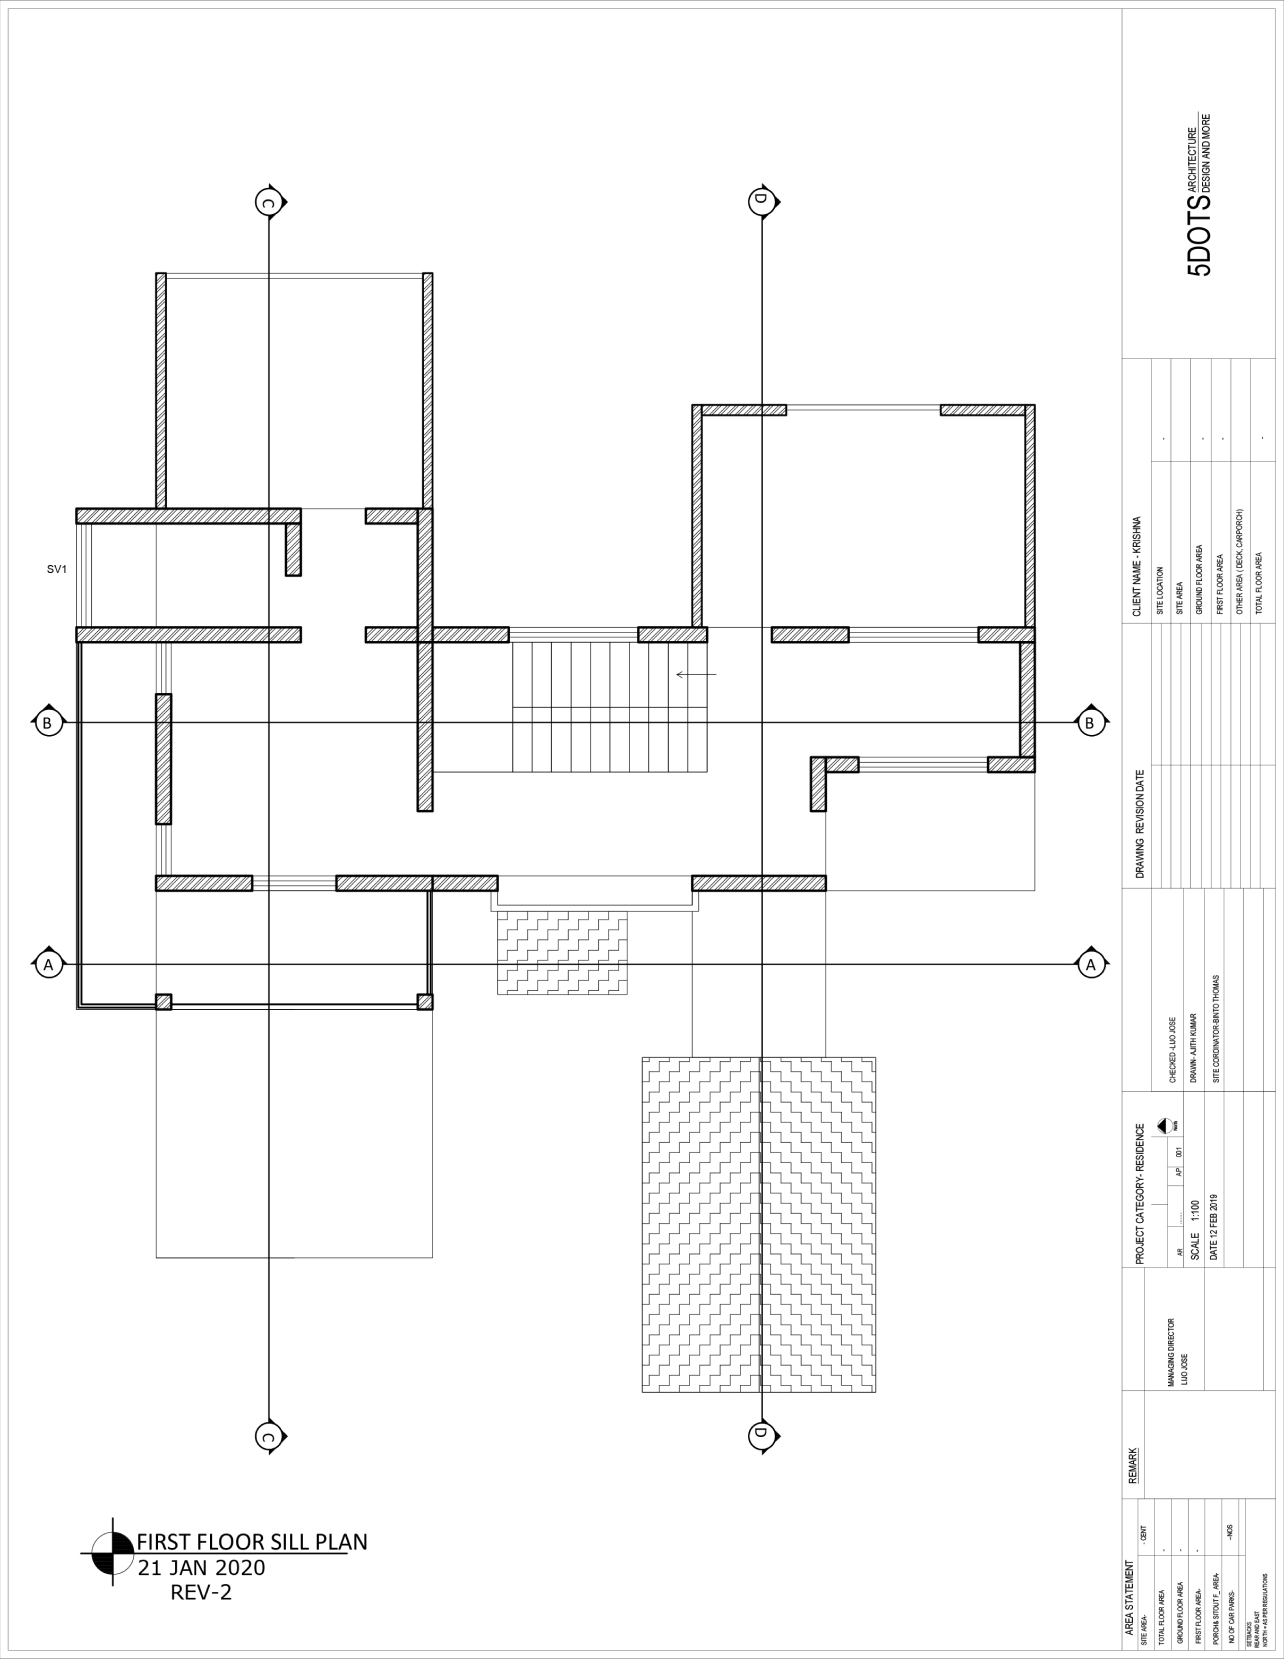 C
D
SV1
B
B
A
A
C
D
FIRST FLOOR SILL PLAN
21 JAN 2020
REV-2
5DOTS
ARCHITECTURE
DESIGN AND MORE
CLIENT NAME - KRISHNA
SITE LOCATION -
SITE AREA
GROUND FLOOR AREA -
FIRST FLOOR AREA -
OTHER AREA ( DECK, CARPORCH)
TOTAL FLOOR AREA -
DRAWING REVISION DATE
CHECKED -LIJO JOSE
DRAWN- AJITH KUMAR
SITE CORDINATOR-BINTO THOMAS
PROJECT CATEGORY- RESIDENCE
North
AR ..... AP 001
SCALE 1:100
DATE 12 FEB 2019
MANAGING DIRECTOR
LIJO JOSE
REMARK
AREA STATEMENT
SITE AREA- - CENT
TOTAL FLOOR AREA -
GROUND FLOOR AREA -
FIRST FLOOR AREA- -
PORCH& SITOUT F_ AREA-
NO OF CAR PARKS- --NOS
SETBACKS
REAR AND EAST
NORTH = AS PER REGULATIONS